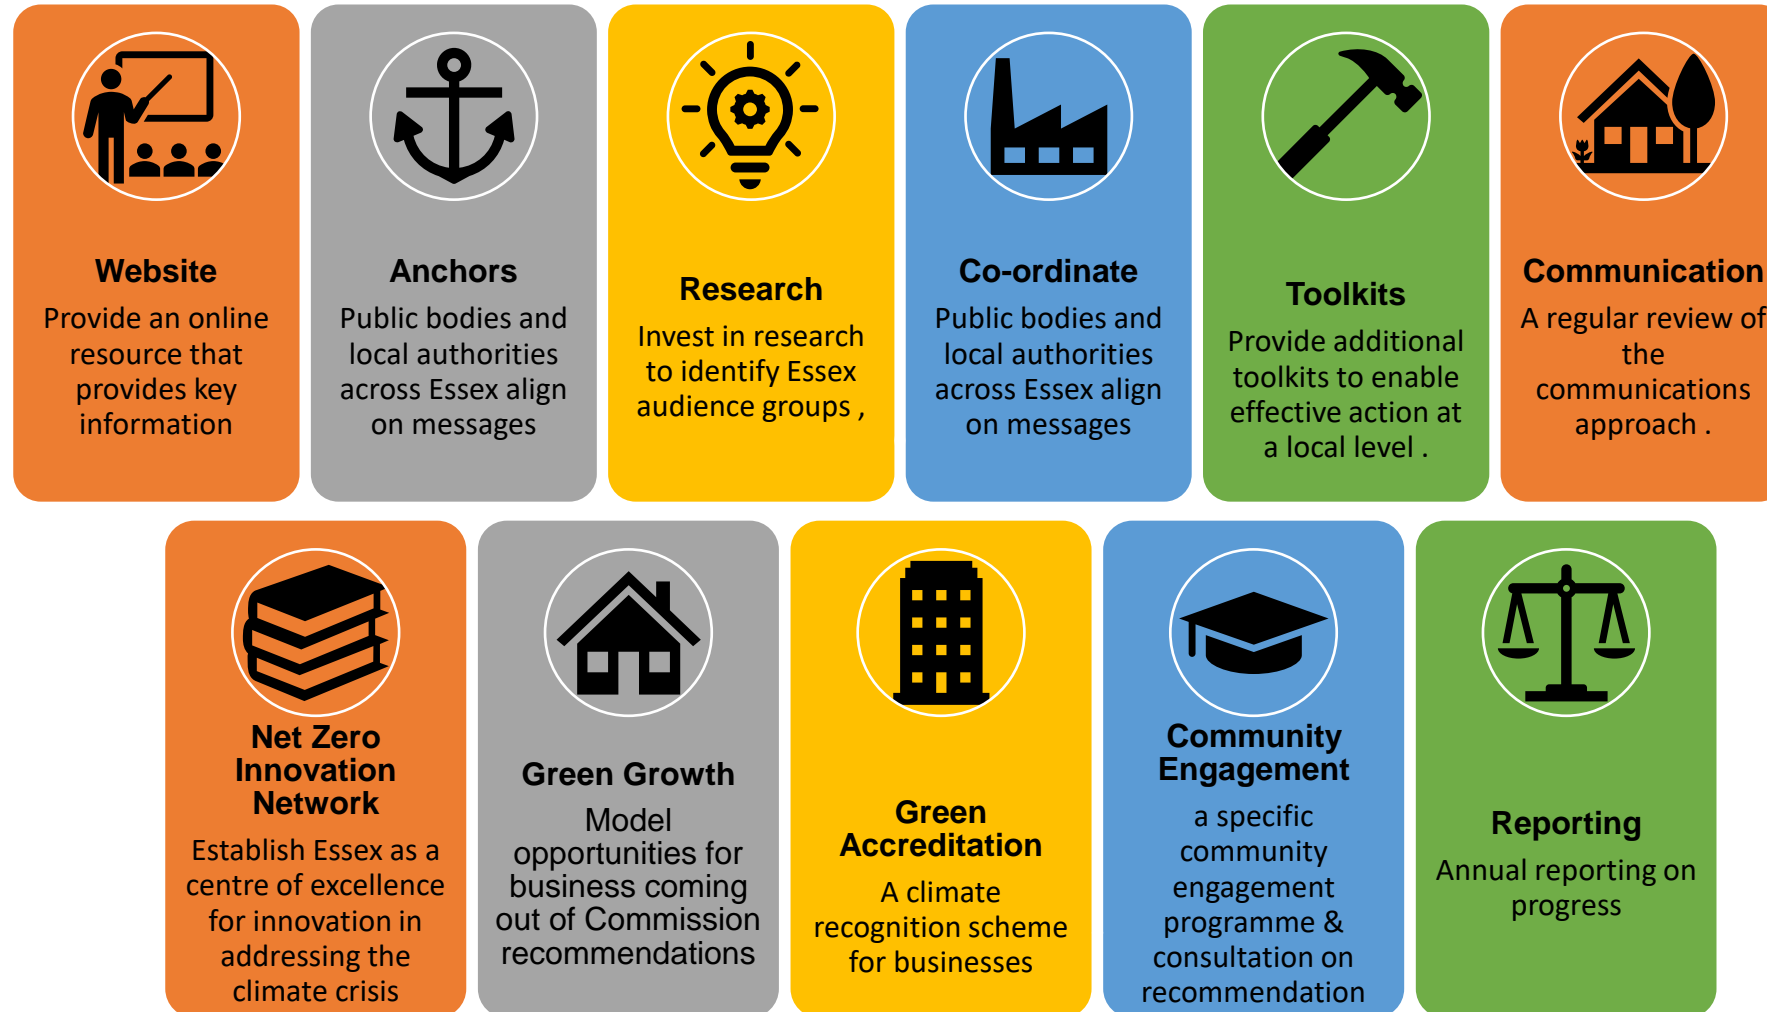 Website
Provide an online
resource that
provides key
information
Anchors
Public bodies and
local authorities
across Essex align
on messages
Research
Invest in research
to identify Essex
audience groups ,
Co-ordinate
Public bodies and
local authorities
across Essex align
on messages
Toolkits
Provide additional
toolkits to enable
effective action at
a local level .
Communication
A regular review of
the
communications
approach .
Net Zero
Innovation
Network
Establish Essex as a
centre of excellence
for innovation in
addressing the
climate crisis
Green Growth
Model
opportunities for
business coming
out of Commission
recommendations
Green
Accreditation
A climate
recognition scheme
for businesses
Community
Engagement
a specific
community
engagement
programme &
consultation on
recommendation
Reporting
Annual reporting on
progress